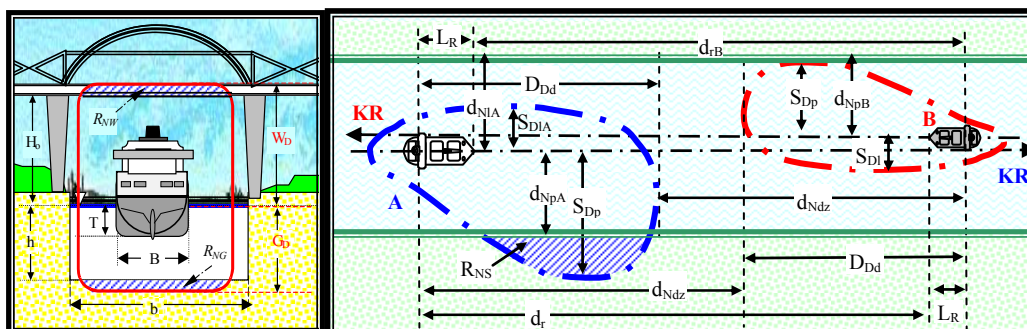 R_NW
H_o
W_D
T
h
B
R_NG
G_D
b
L_R
d_rB
D_Dd
d_NlA
S_DlA
S_Dp
d_NpB
KR
B
S_Dl
KR
A
d_NpA
S_Dp
d_Ndz
R_NS
D_Dd
d_Ndz
d_r
L_R